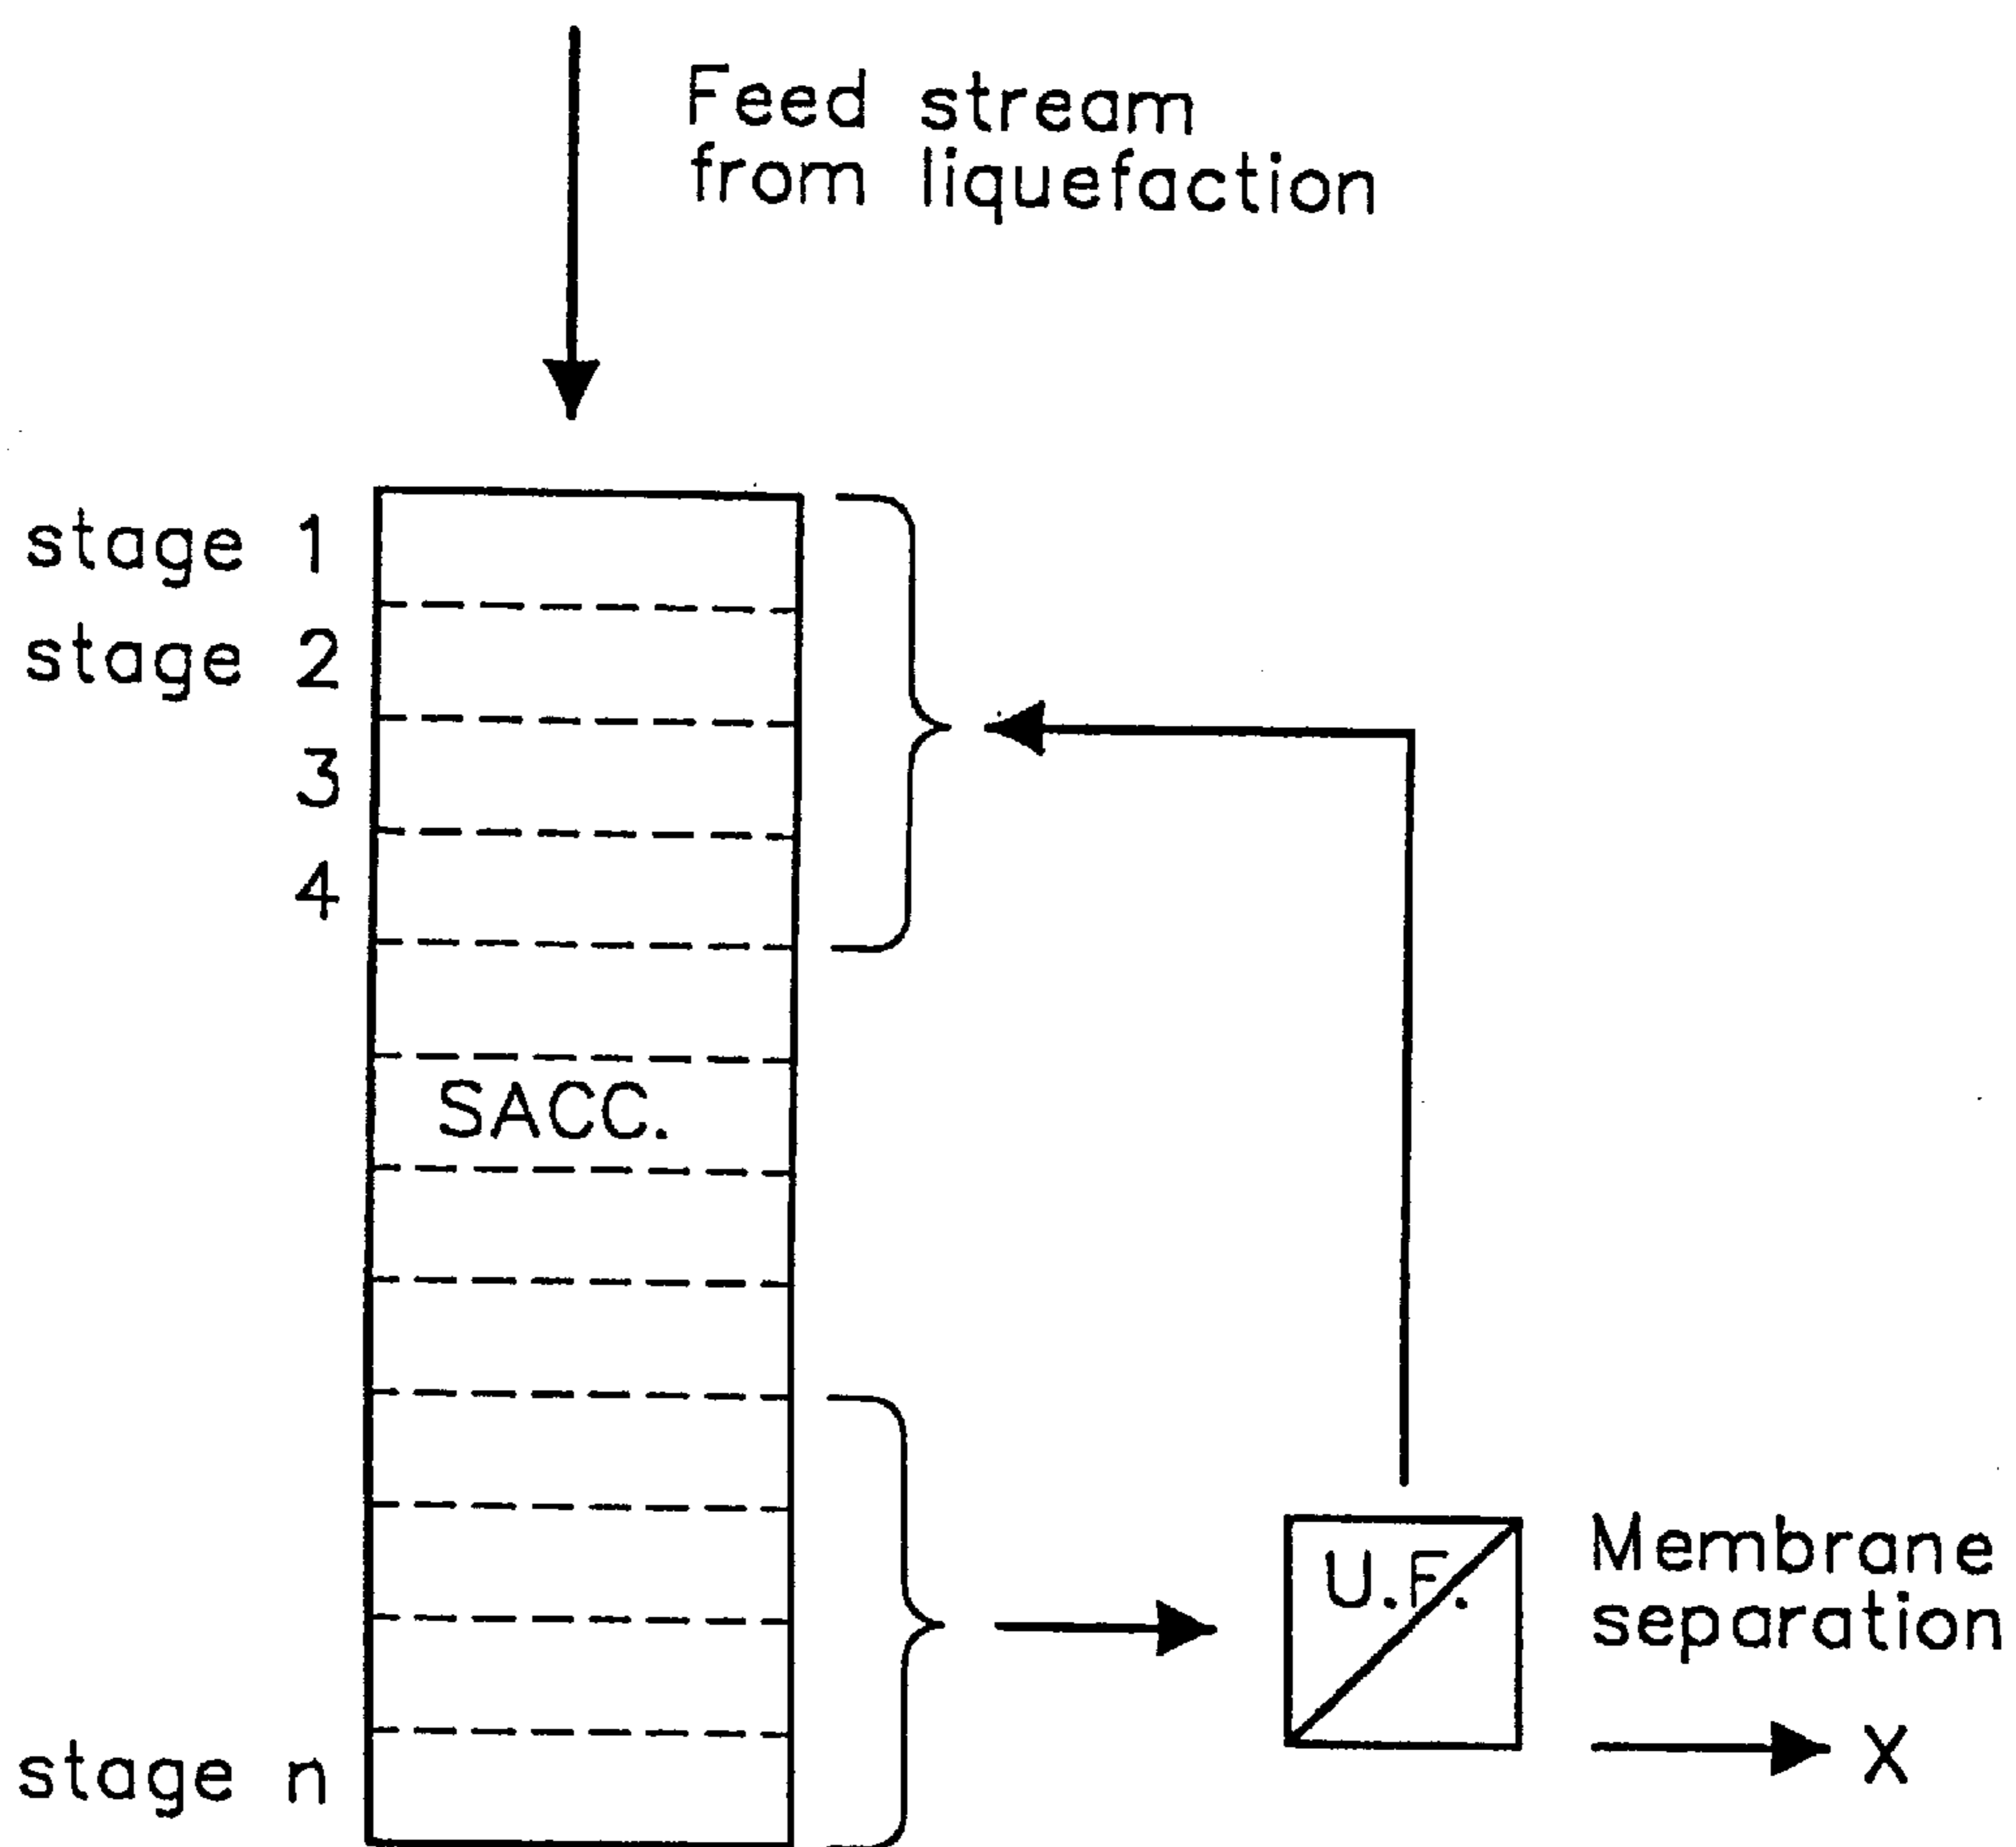 Feed stream
from liquefaction
stage 1
stage 2
3
4
SACC.
U.F.
Membrane
separation
X
stage n